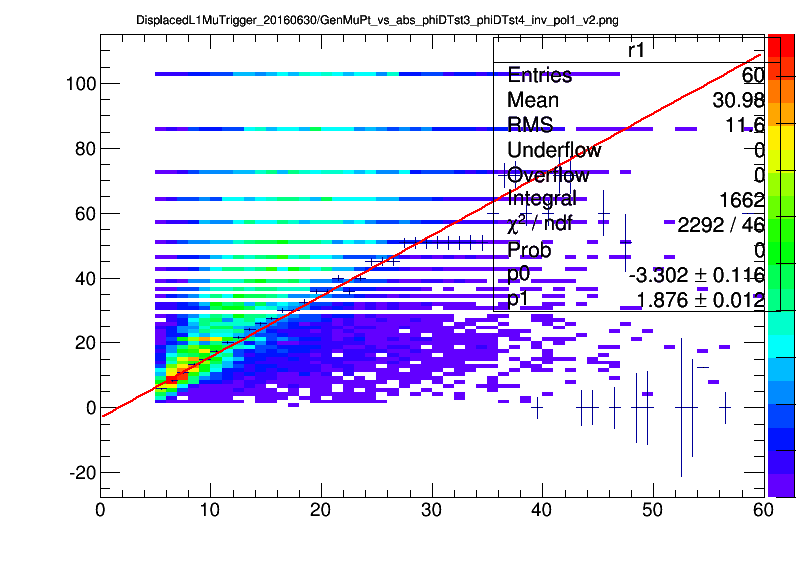 DisplacedL1MuTrigger_20160630/GenMuPt_vs_abs_phiDTst3_phiDTst4_inv_pol1_v2.png
r1
Entries 60
Mean 30.98
RMS 11.6
Underflow 0
Overflow 0
Integral 1662
χ² / ndf 2292 / 46
Prob 0
p0 -3.302 ± 0.116
p1 1.876 ± 0.012
100
80
60
40
20
0
-20
0 10 20 30 40 50 60